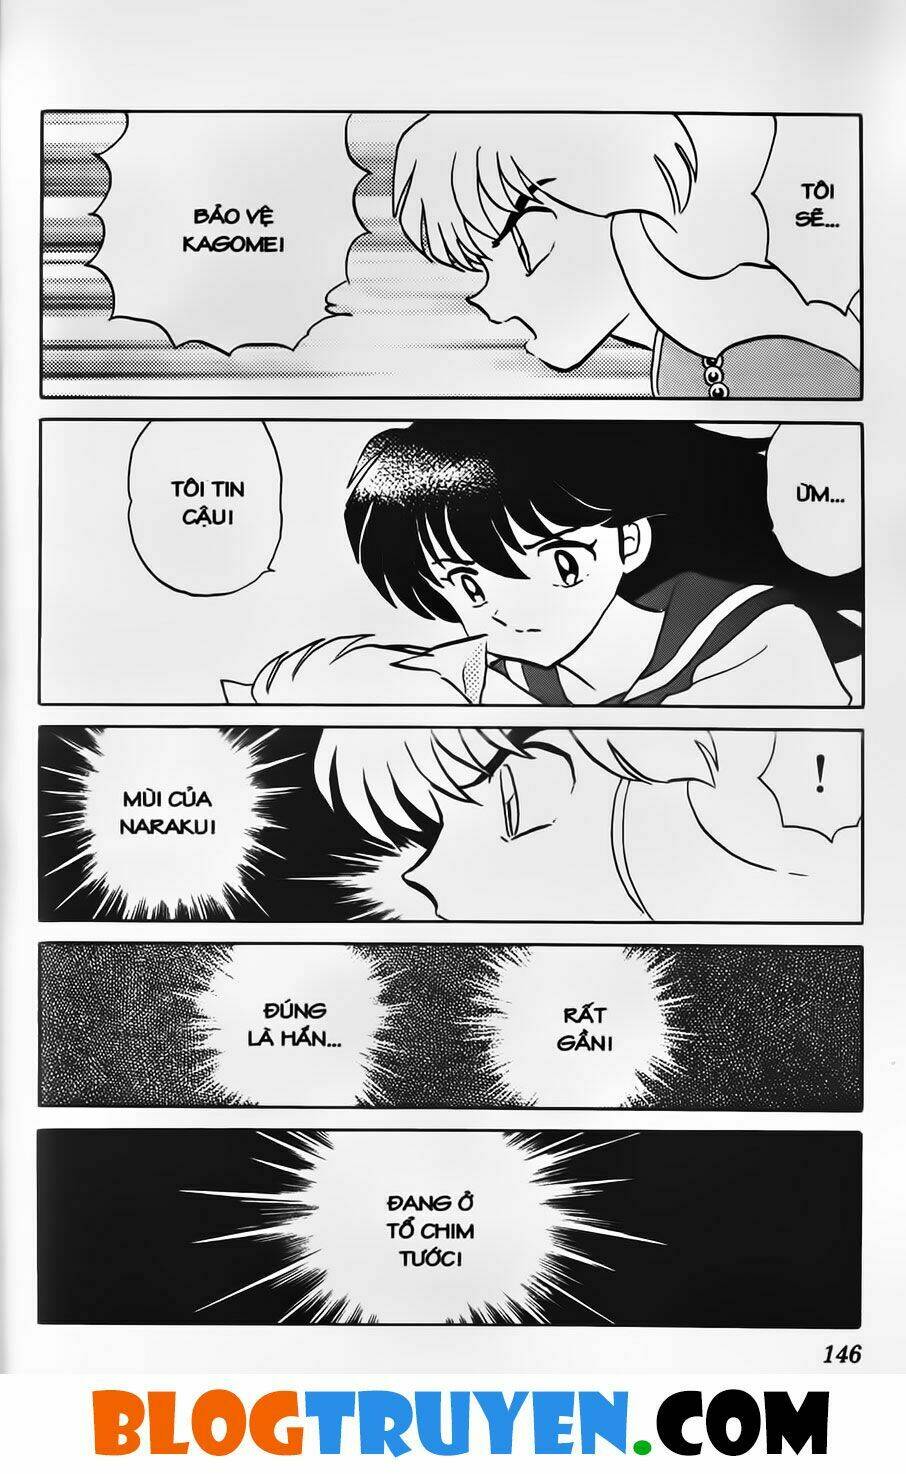 TÔI
SẼ...
BẢO VỆ
KAGOME!
ỪM...
TÔI TIN
CẬU!
!
MÙI CỦA
NARAKU!
RẤT
GẦN!
ĐÚNG
LÀ HẮN...
ĐANG Ở
TỔ CHIM
TƯỚC!
146
BLOGTRUYEN.COM